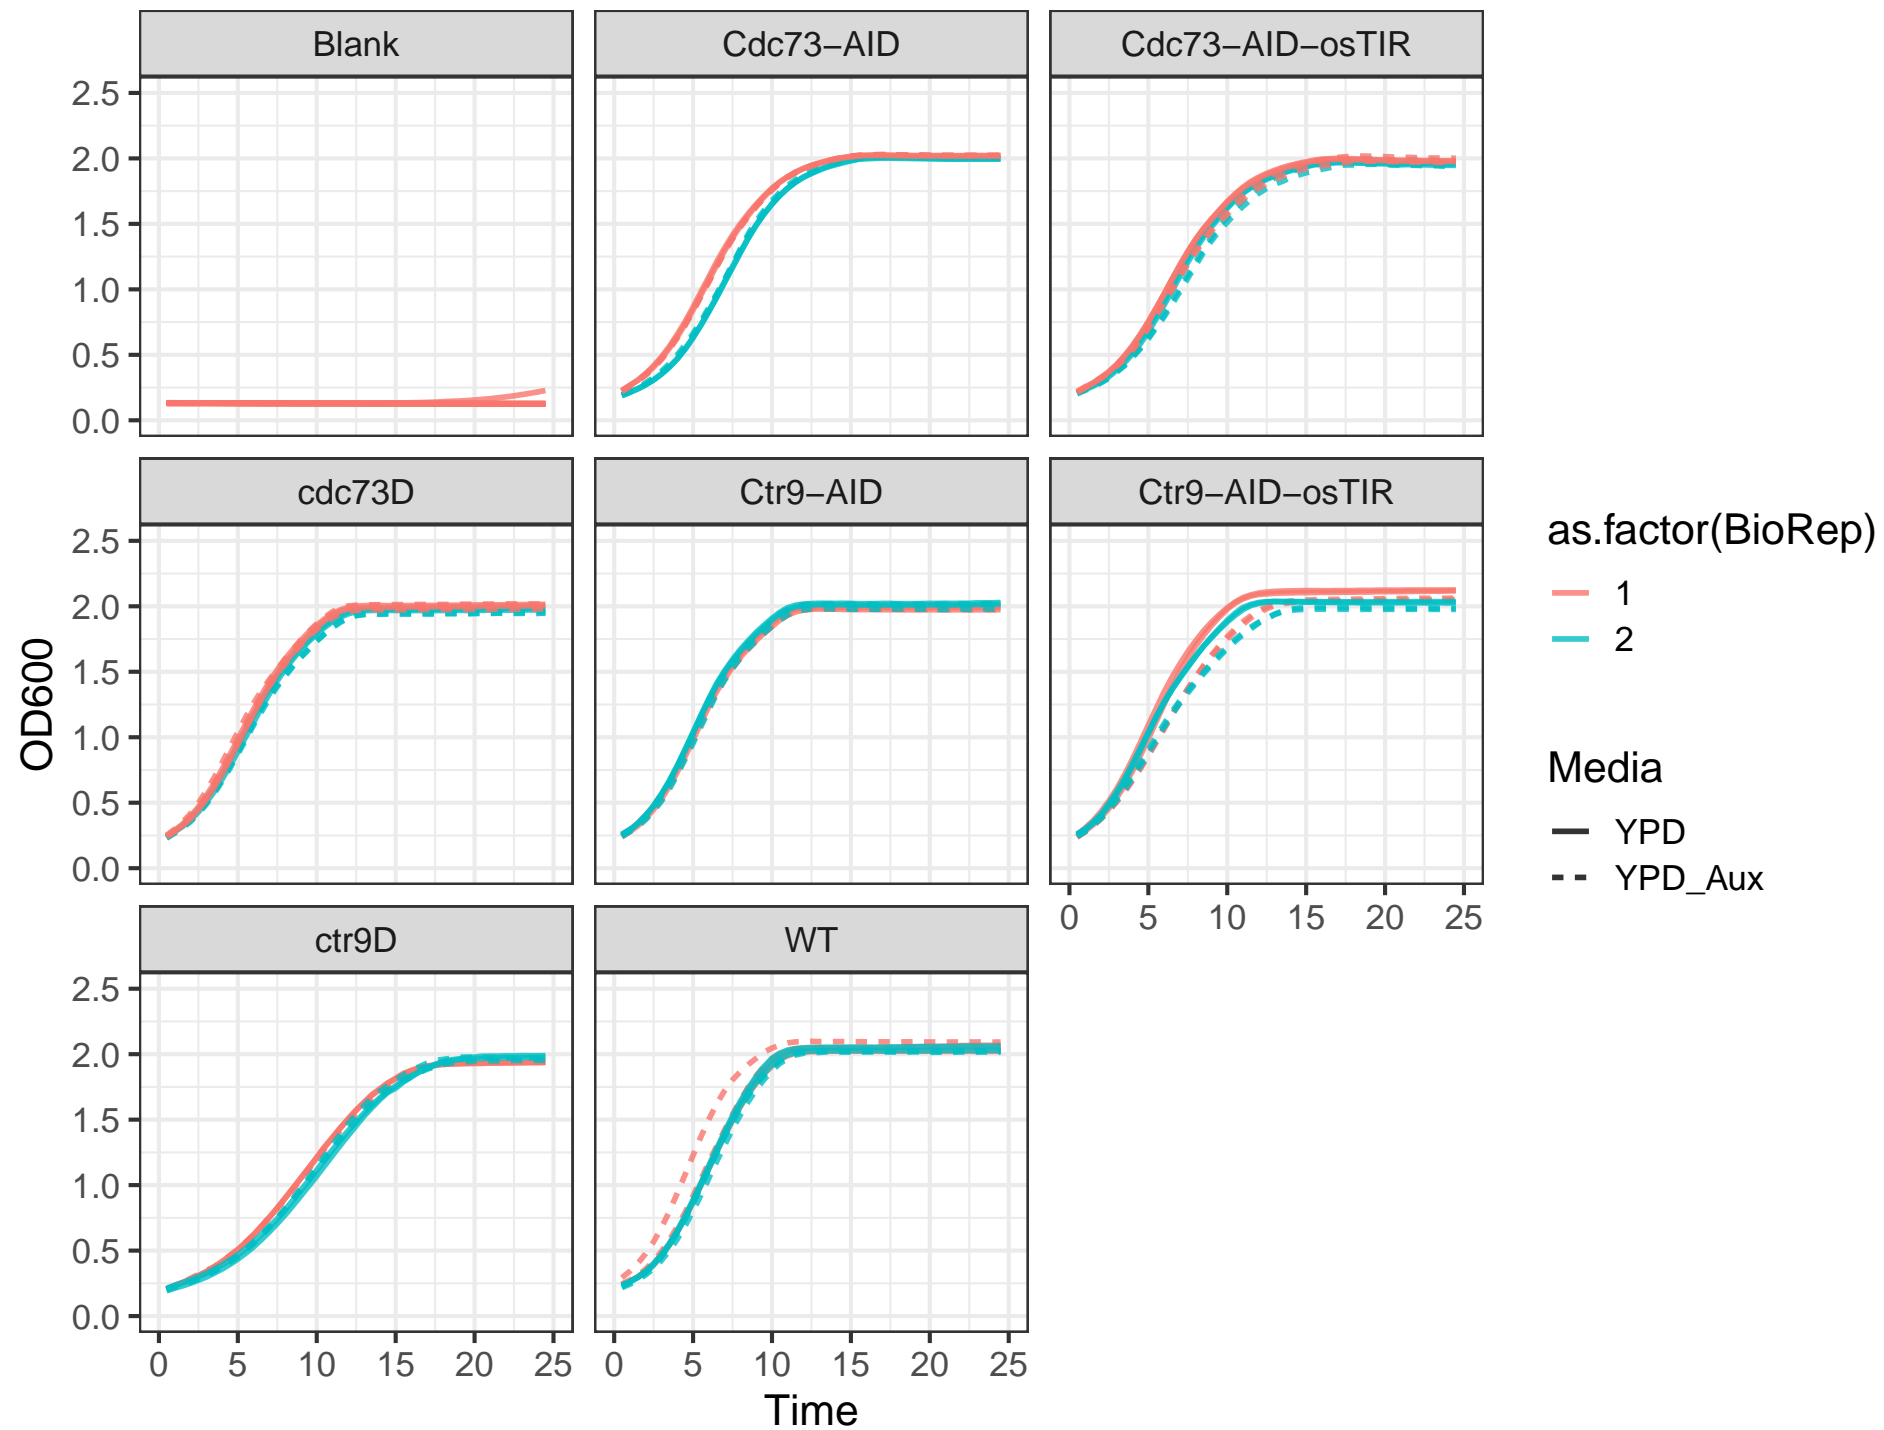 Blank
Cdc73−AID
Cdc73−AID−osTIR
2.5
2.0
1.5
1.0
0.5
0.0
cdc73D
Ctr9−AID
Ctr9−AID−osTIR
2.5
2.0
1.5
1.0
0.5
0.0
0 5 10 15 20 25
ctr9D
WT
2.5
2.0
1.5
1.0
0.5
0.0
0 5 10 15 20 25
0 5 10 15 20 25
Time
OD600
as.factor(BioRep)
1
2
Media
YPD
YPD_Aux